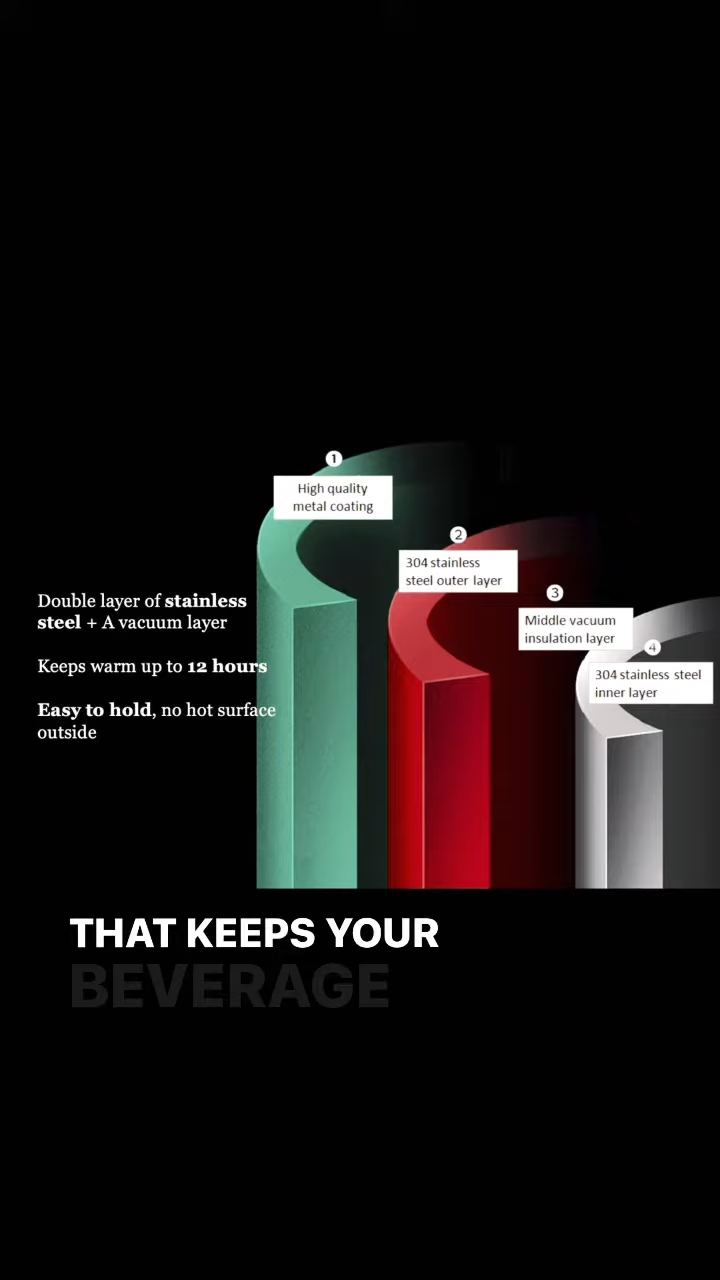 1
High quality
metal coating
2
304 stainless
steel outer layer
3
Middle vacuum
insulation layer
4
304 stainless steel
inner layer
Double layer of stainless
steel + A vacuum layer
Keeps warm up to 12 hours
Easy to hold, no hot surface
outside
THAT KEEPS YOUR
BEVERAGE